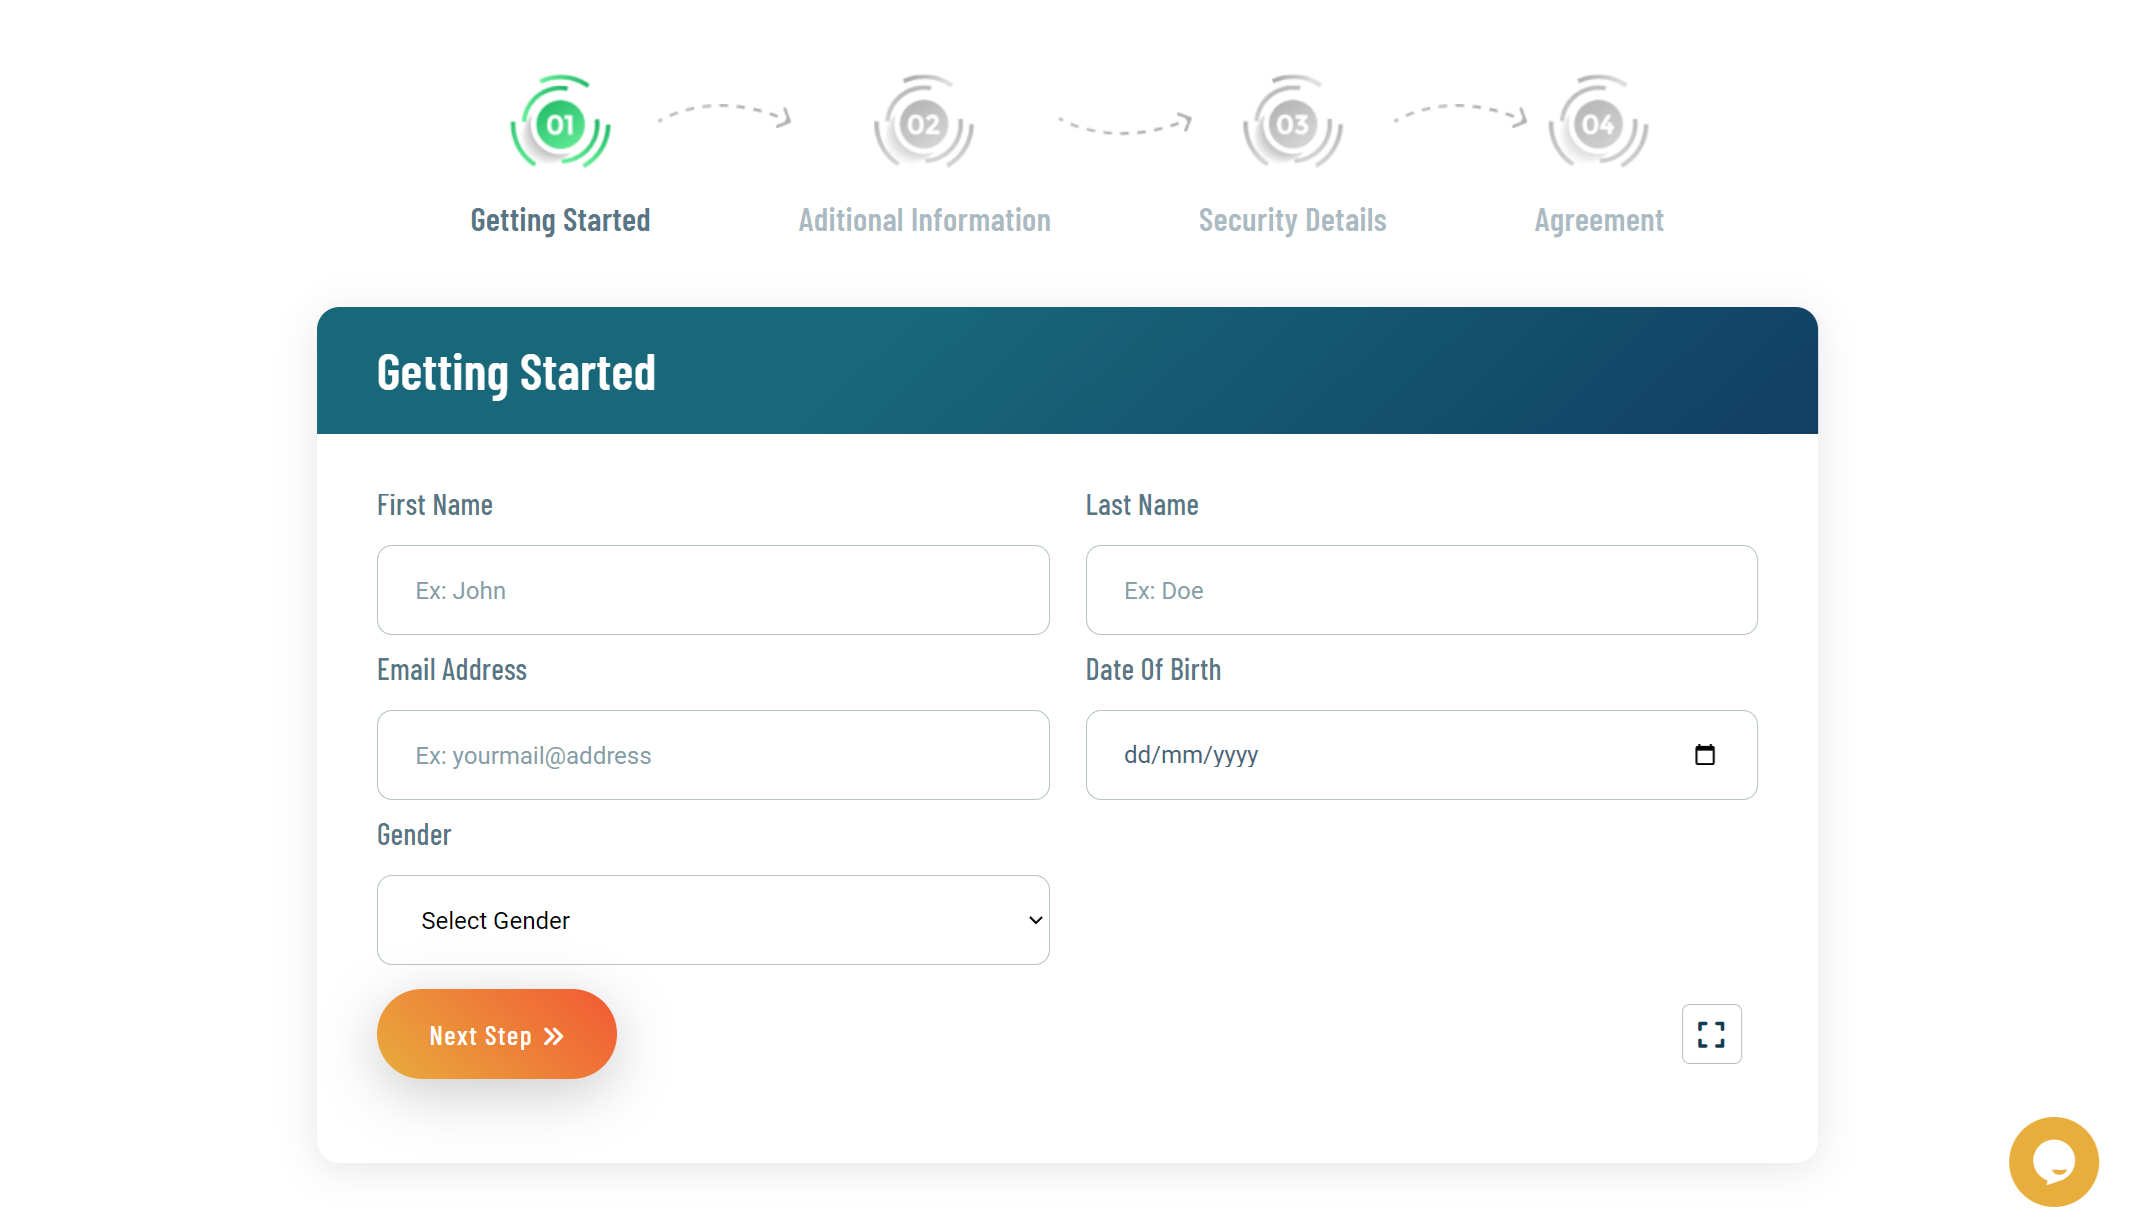 01
02
03
04
Getting Started
Aditional Information
Security Details
Agreement
Getting Started
First Name
Last Name
Ex: John
Ex: Doe
Email Address
Date Of Birth
Ex: yourmail@address
dd/mm/yyyy
Gender
Select Gender
Next Step